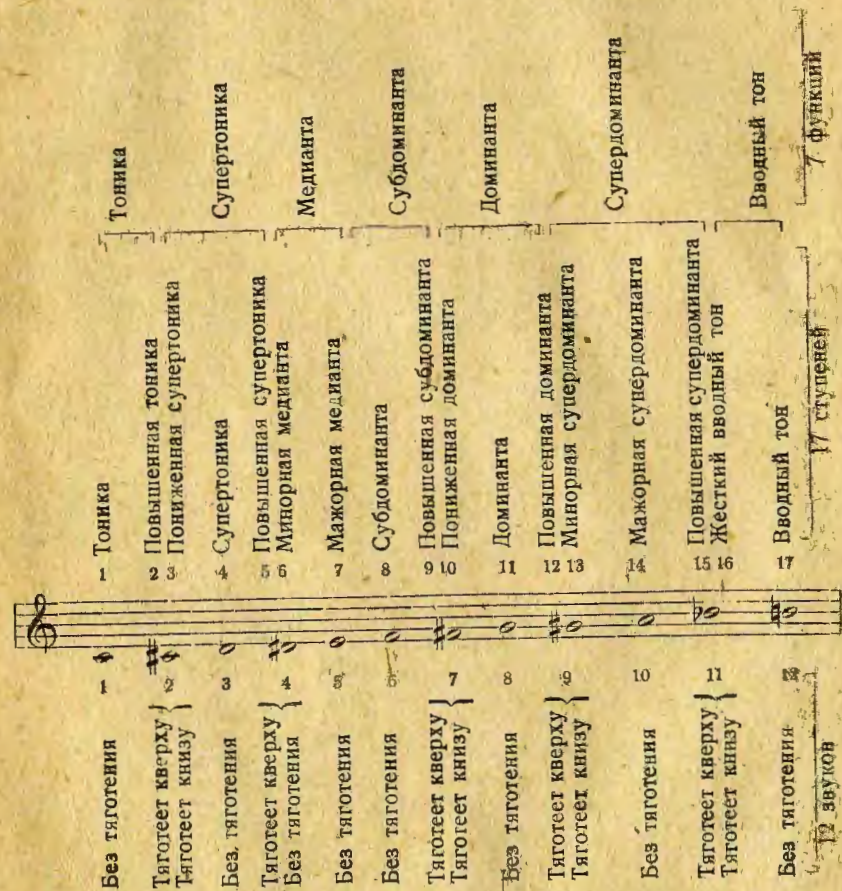 Тоника
Супертоника
Медианта
Субдоминанта
Доминанта
Супердоминанта
Вводный тон
7 функций
1 Тоника
2 Повышенная тоника
3 Пониженная супертоника
4 Супертоника
5 Повышенная супертоника
6 Минорная медианта
7 Мажорная медианта
8 Субдоминанта
9 Повышенная субдоминанта
10 Пониженная доминанта
11 Доминанта
12 Повышенная доминанта
13 Минорная супердоминанта
14 Мажорная супердоминанта
15 Повышенная супердоминанта
16 Жесткий вводный тон
17 Вводный тон
17 ступеней
1 Без тяготения
2 Тяготеет кверху
Тяготеет книзу
3 Без тяготения
4 Тяготеет кверху
Без тяготения
5 Без тяготения
6 Без тяготения
7 Тяготеет кверху
Тяготеет книзу
8 Без тяготения
9 Тяготеет кверху
Тяготеет книзу
10 Без тяготения
11 Тяготеет кверху
Тяготеет книзу
12 Без тяготения
12 звуков